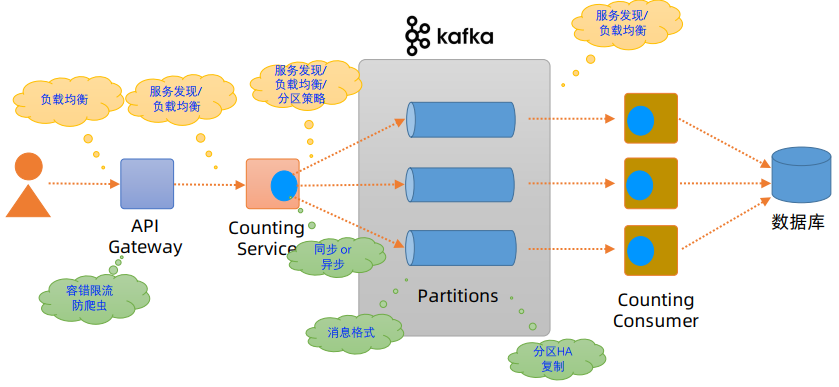 kafka
服务发现/
负载均衡
服务发现/
负载均衡/
分区策略
服务发现/
负载均衡
负载均衡
API
Gateway
Counting
Service
同步 or
异步
容错限流
防爬虫
Partitions
消息格式
分区HA
复制
Counting
Consumer
数据库